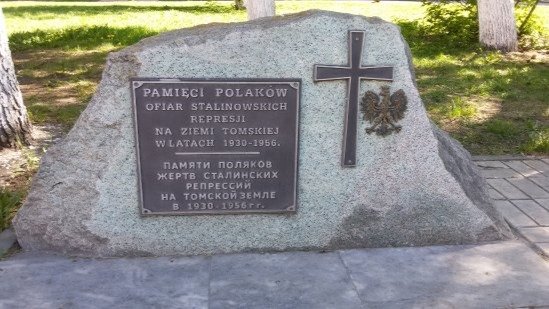 PAMIĘCI POLAKÓW
OFIAR STALINOWSKICH
REPRESJI
NA ZIEMI TOMSKIEJ
W LATACH 1930-1956.
ПАМЯТИ ПОЛЯКОВ
ЖЕРТВ СТАЛИНСКИХ
РЕПРЕССИЙ
НА ТОМСКОЙ ЗЕМЛЕ
В 1930-1956 г г.